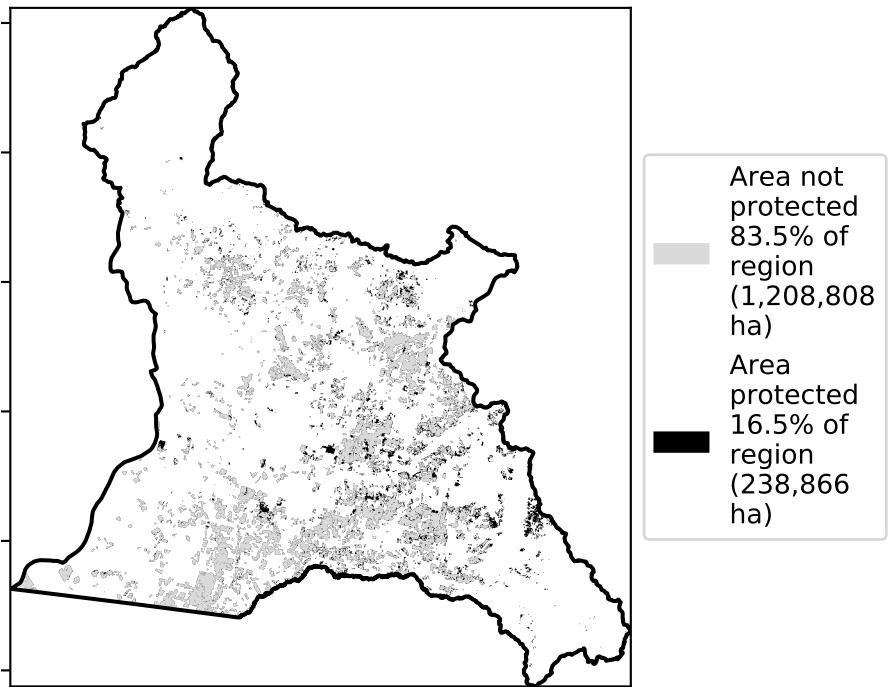 Area not
protected
83.5% of
region
(1,208,808
ha)
Area
protected
16.5% of
region
(238,866
ha)